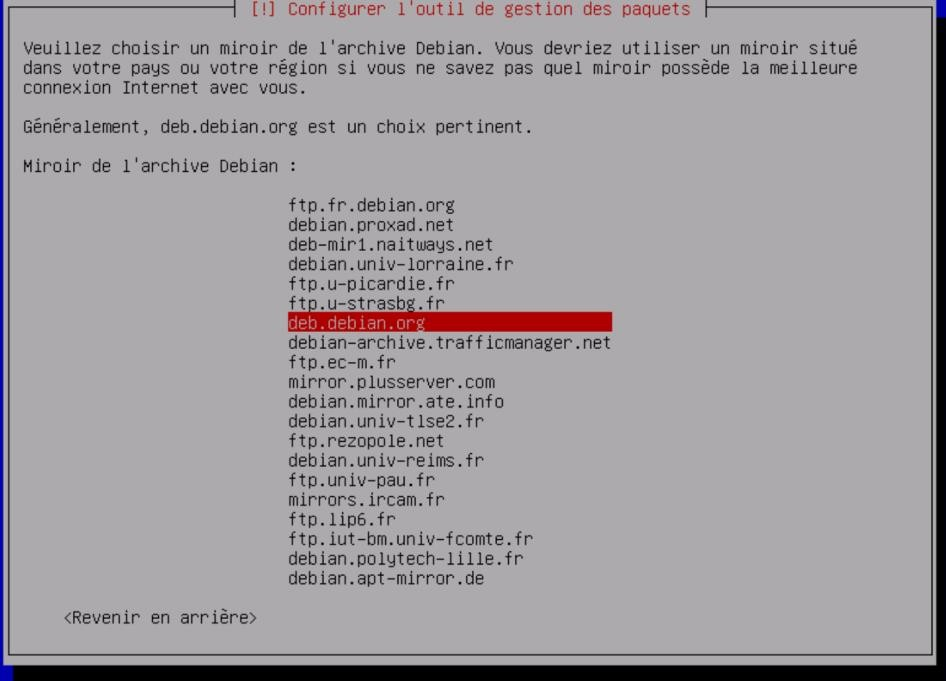 [!] Configurer l'outil de gestion des paquets
Veuillez choisir un miroir de l'archive Debian. Vous devriez utiliser un miroir situé
dans votre pays ou votre région si vous ne savez pas quel miroir possède la meilleure
connexion Internet avec vous.
Généralement, deb.debian.org est un choix pertinent.
Miroir de l'archive Debian :
ftp.fr.debian.org
debian.proxad.net
deb-mir1.naitways.net
debian.univ-lorraine.fr
ftp.u-picardie.fr
ftp.u-strasbg.fr
deb.debian.org
debian-archive.trafficmanager.net
ftp.ec-m.fr
mirror.plusserver.com
debian.mirror.ate.info
debian.univ-tlse2.fr
ftp.rezopole.net
debian.univ-reims.fr
ftp.univ-pau.fr
mirrors.ircam.fr
ftp.lip6.fr
ftp.iut-bm.univ-fcomte.fr
debian.polytech-lille.fr
debian.apt-mirror.de
<Revenir en arrière>